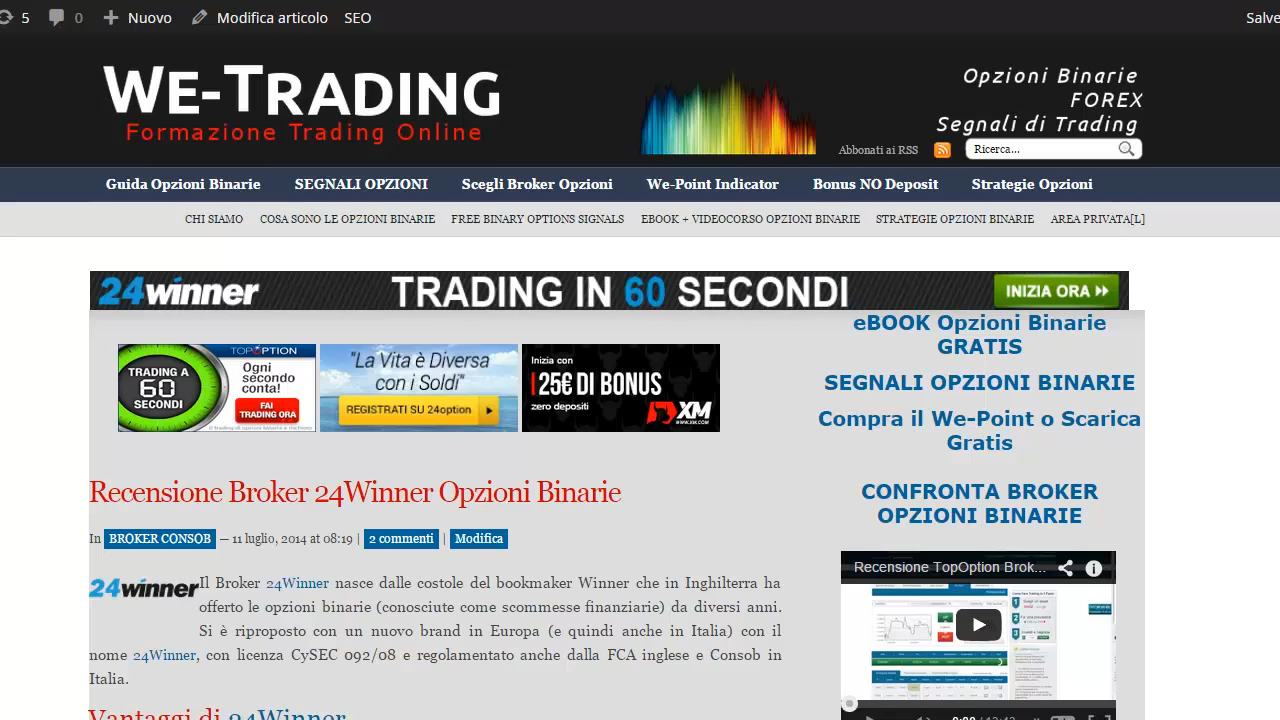 5 0 Nuovo Modifica articolo SEO Salve
WE-TRADING
Formazione Trading Online
Opzioni Binarie
FOREX
Segnali di Trading
Abbonati ai RSS Ricerca...
Guida Opzioni Binarie SEGNALI OPZIONI Scegli Broker Opzioni We-Point Indicator Bonus NO Deposit Strategie Opzioni
CHI SIAMO COSA SONO LE OPZIONI BINARIE FREE BINARY OPTIONS SIGNALS EBOOK + VIDEOCORSO OPZIONI BINARIE STRATEGIE OPZIONI BINARIE AREA PRIVATA[L]
24winner TRADING IN 60 SECONDI INIZIA ORA
TRADING A
60
SECONDI
TOPOPTION
Ogni
secondo
conta!
FAI
TRADING ORA
"La Vita è Diversa
con i Soldi"
REGISTRATI SU 24option
Inizia con
25€ DI BONUS
zero depositi
XM
WWW.XM.COM
Recensione Broker 24Winner Opzioni Binarie
In BROKER CONSOB — 11 luglio, 2014 at 08:19 | 2 commenti | Modifica
24winner
Il Broker 24Winner nasce dalle costole del bookmaker Winner che in Inghilterra ha
offerto le opzioni binarie (conosciute come scommesse finanziarie) da diversi anni.
Si è riproposto con un nuovo brand in Europa (e quindi anche in Italia) con il
nome 24Winner, con licenza CySEC 092/08 e regolamento anche dalla FCA inglese e Consob in
Italia.
Vantaggi di 24Winner
eBOOK Opzioni Binarie
GRATIS
SEGNALI OPZIONI BINARIE
Compra il We-Point o Scarica
Gratis
CONFRONTA BROKER
OPZIONI BINARIE
Recensione TopOption Brok...